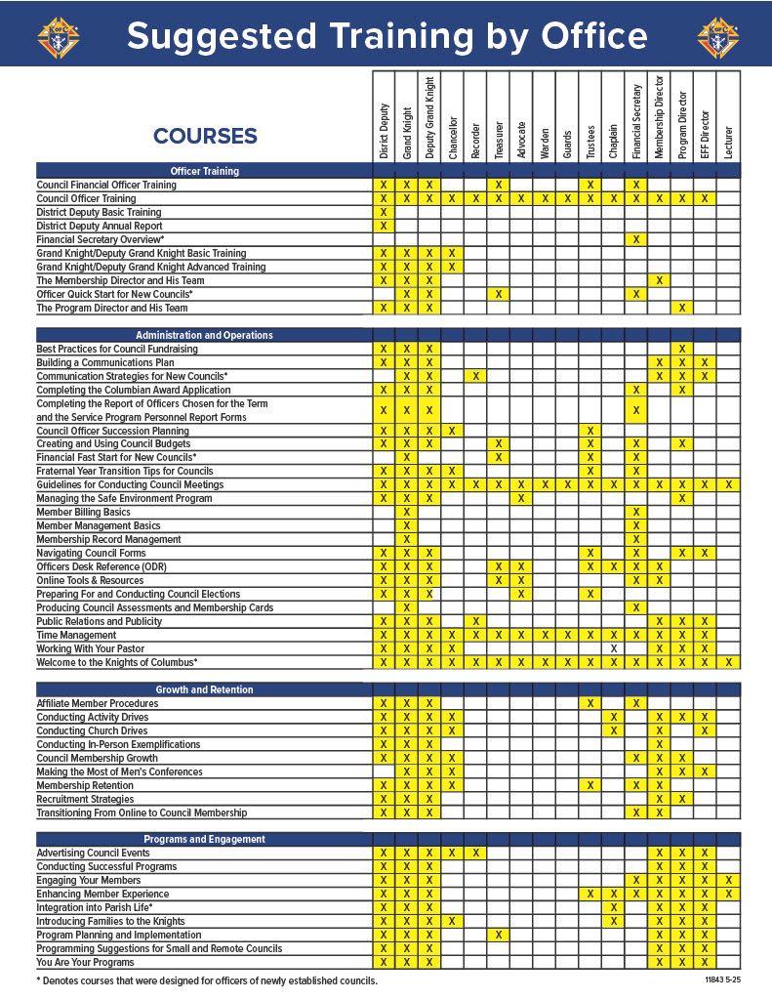 K of C
Suggested Training by Office
K of C
COURSES
Disrict Deputy
Grand Knight
Deputy Grand Knight
Chancellor
Recorder
Treasurer
Advocate
Warden
Guards
Trustees
Chaplain
Financial Secretary
Membership Director
Program Director
EFF Director
Lecturer
Officer Training
Council Financial Officer Training X X X X X X
Council Officer Training X X X X X X X X X X X X X X X
District Deputy Basic Training X
District Deputy Annual Report X
Financial Secretary Overview* X
Grand Knight/Deputy Grand Knight Basic Training X X X X
Grand Knight/Deputy Grand Knight Advanced Training X X X X
The Membership Director and His Team X X X X
Officer Quick Start for New Councils* X X X X
The Program Director and His Team X X X X
Administration and Operations
Best Practices for Council Fundraising X X X X
Building a Communications Plan X X X X X X
Communication Strategies for New Councils* X X X X X X
Completing the Columbian Award Application X X X X X
Completing the Report of Officers Chosen for the Term
and the Service Program Personnel Report Forms X X X X
Council Officer Succession Planning X X X X X
Creating and Using Council Budgets X X X X X X X
Financial Fast Start for New Councils* X X X X
Fraternal Year Transition Tips for Councils X X X X X X
Guidelines for Conducting Council Meetings X X X X X X X X X X X X X X X X
Managing the Safe Environment Program X X X X X
Member Billing Basics X X
Member Management Basics X X
Membership Record Management X X
Navigating Council Forms X X X X X X X
Officers Desk Reference (ODR) X X X X X X X X X
Online Tools & Resources X X X X X X X
Preparing For and Conducting Council Elections X X X X X
Producing Council Assessments and Membership Cards X X
Public Relations and Publicity X X X X X X X
Time Management X X X X X X X X X X X X X X X
Working With Your Pastor X X X X X X X X
Welcome to the Knights of Columbus* X X X X X X X X X X X X X X X X
Growth and Retention
Affiliate Member Procedures X X X X X
Conducting Activity Drives X X X X X X X X
Conducting Church Drives X X X X X X X
Conducting In-Person Exemplifications X X X X
Council Membership Growth X X X X X X X
Making the Most of Men's Conferences X X X X X X
Membership Retention X X X X X X X
Recruitment Strategies X X X X X
Transitioning From Online to Council Membership X X X X X
Programs and Engagement
Advertising Council Events X X X X X X X X
Conducting Successful Programs X X X X X X
Engaging Your Members X X X X X X X X
Enhancing Member Experience X X X X X X X X X X
Integration into Parish Life* X X X X X X X
Introducing Families to the Knights X X X X X X X X
Program Planning and Implementation X X X X X X X
Programming Suggestions for Small and Remote Councils X X X X X X
You Are Your Programs X X X X X X
* Denotes courses that were designed for officers of newly established councils.
11843 5-25